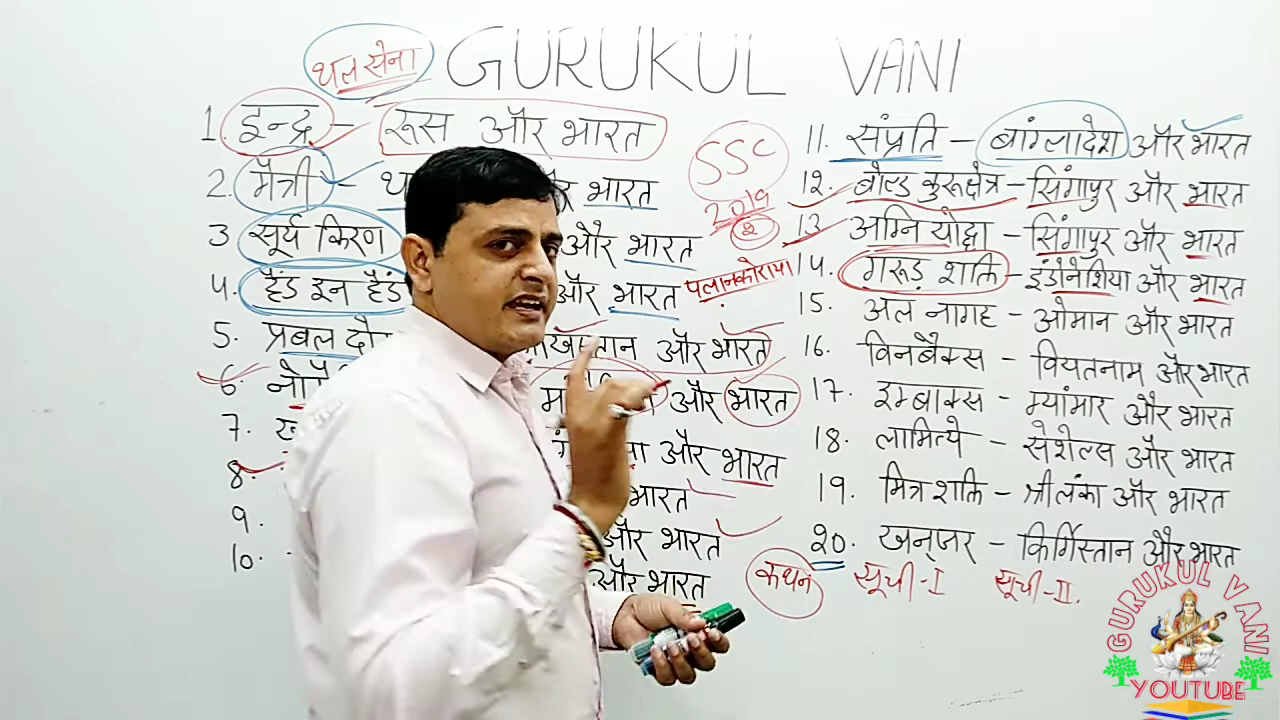 थल सेना GURUKUL VANI
1. इन्द्र - रूस और भारत
2. मैत्री - और भारत
3 सूर्य किरण और भारत
4. हैंड इन हैंड और भारत
5. प्रबल और भारत
6. और भारत
7. और भारत
8. भारत
9. और भारत
10. और भारत
SSC
2019
2
पलानकोराया
11. संप्रति - बांग्लादेश और भारत
१२. बोल्ड कुरूक्षेत्र - सिंगापुर और भारत
13. अग्नि योद्धा - सिंगापुर और भारत
14. गरूड़ शक्ति - इंडोनेशिया और भारत
15. अल नागह - ओमान और भारत
16. विनबैक्स - वियतनाम और भारत
17. इम्बाक्स - म्यांमार और भारत
18. लामित्ये - सेशेल्स और भारत
19. मित्र शक्ति - श्रीलंका और भारत
२०. खन्जर - किर्गिस्तान और भारत
कथन सूची-I सूची-II.
GURUKUL VANI
YOUTUBE